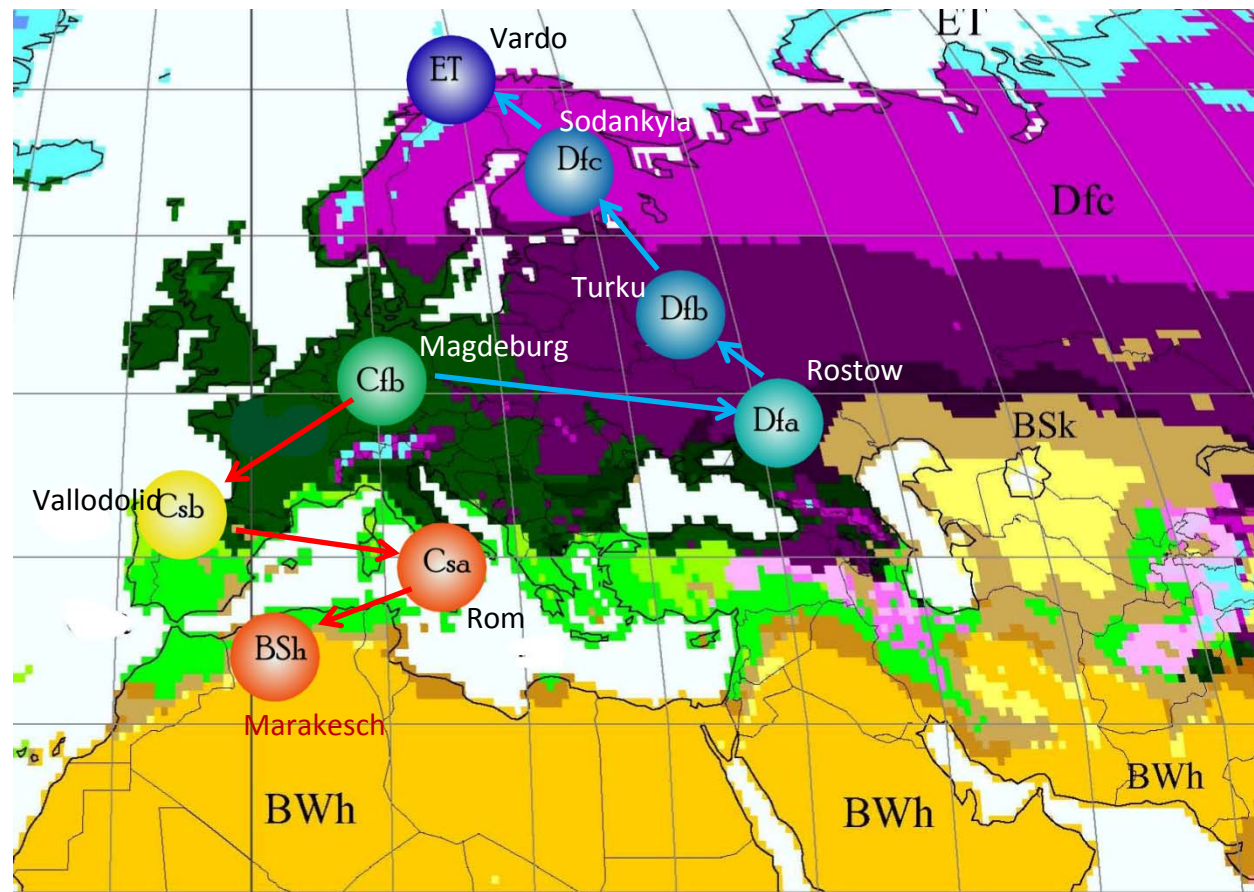 ET
Vardo
ET
Sodankyla
Dfc
Dfc
Turku
Dfb
Magdeburg
Cfb
Rostow
Dfa
BSk
Vallodolid
Csb
Csa
Rom
BSh
Marakesch
BWh
BWh
BWh